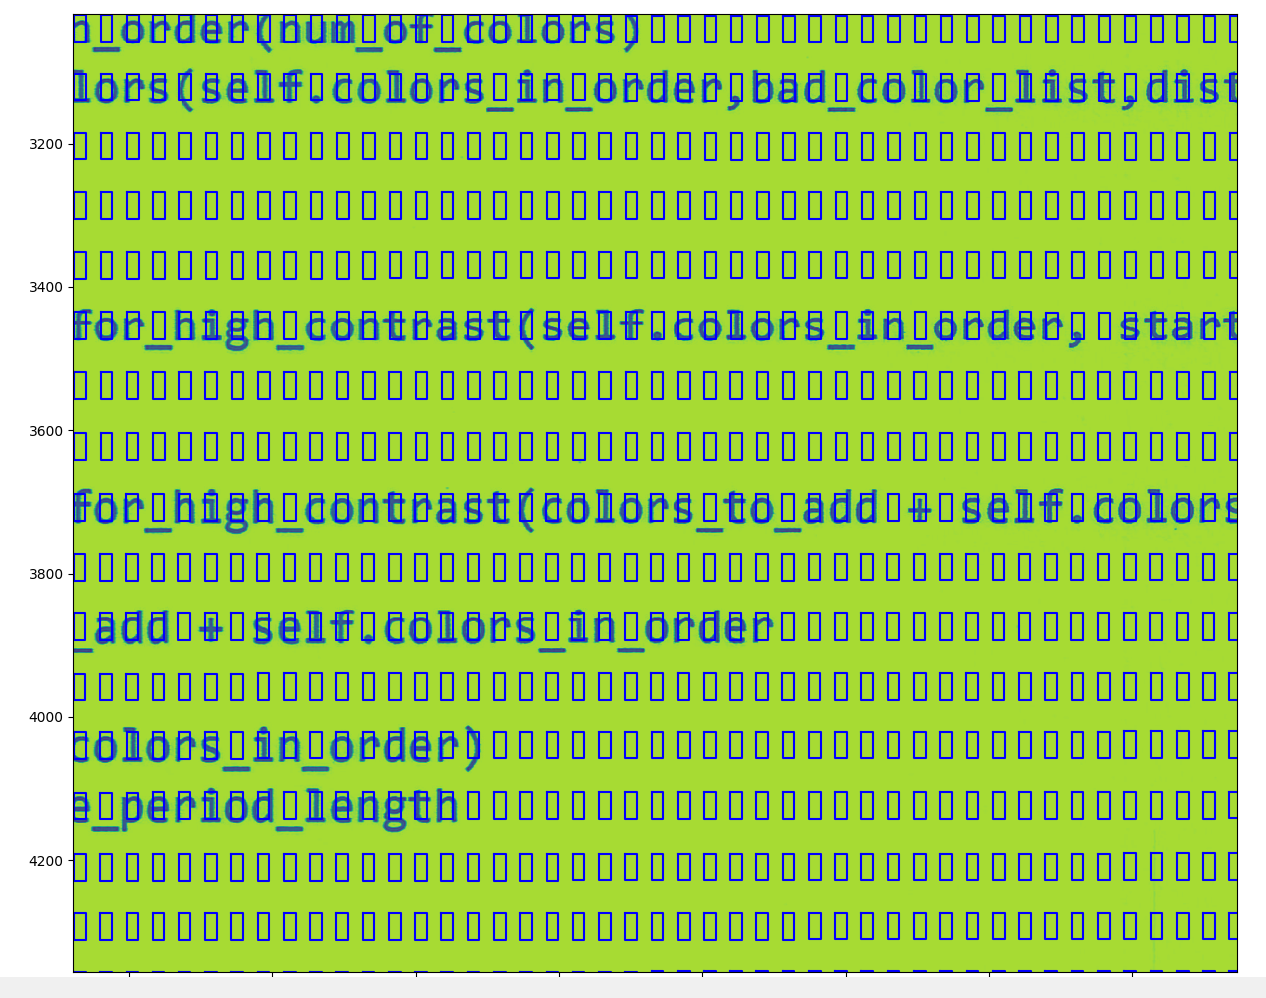 n_order(num_of_colors)
lors(self.colors_in_order,bad_color_list,dist
3200
3400
for_high_contrast(self.colors_in_order, start
3600
for_high_contrast(colors_to_add + self.colors
3800
_add + self.colors_in_order
4000
colors_in_order)
e_period_length
4200